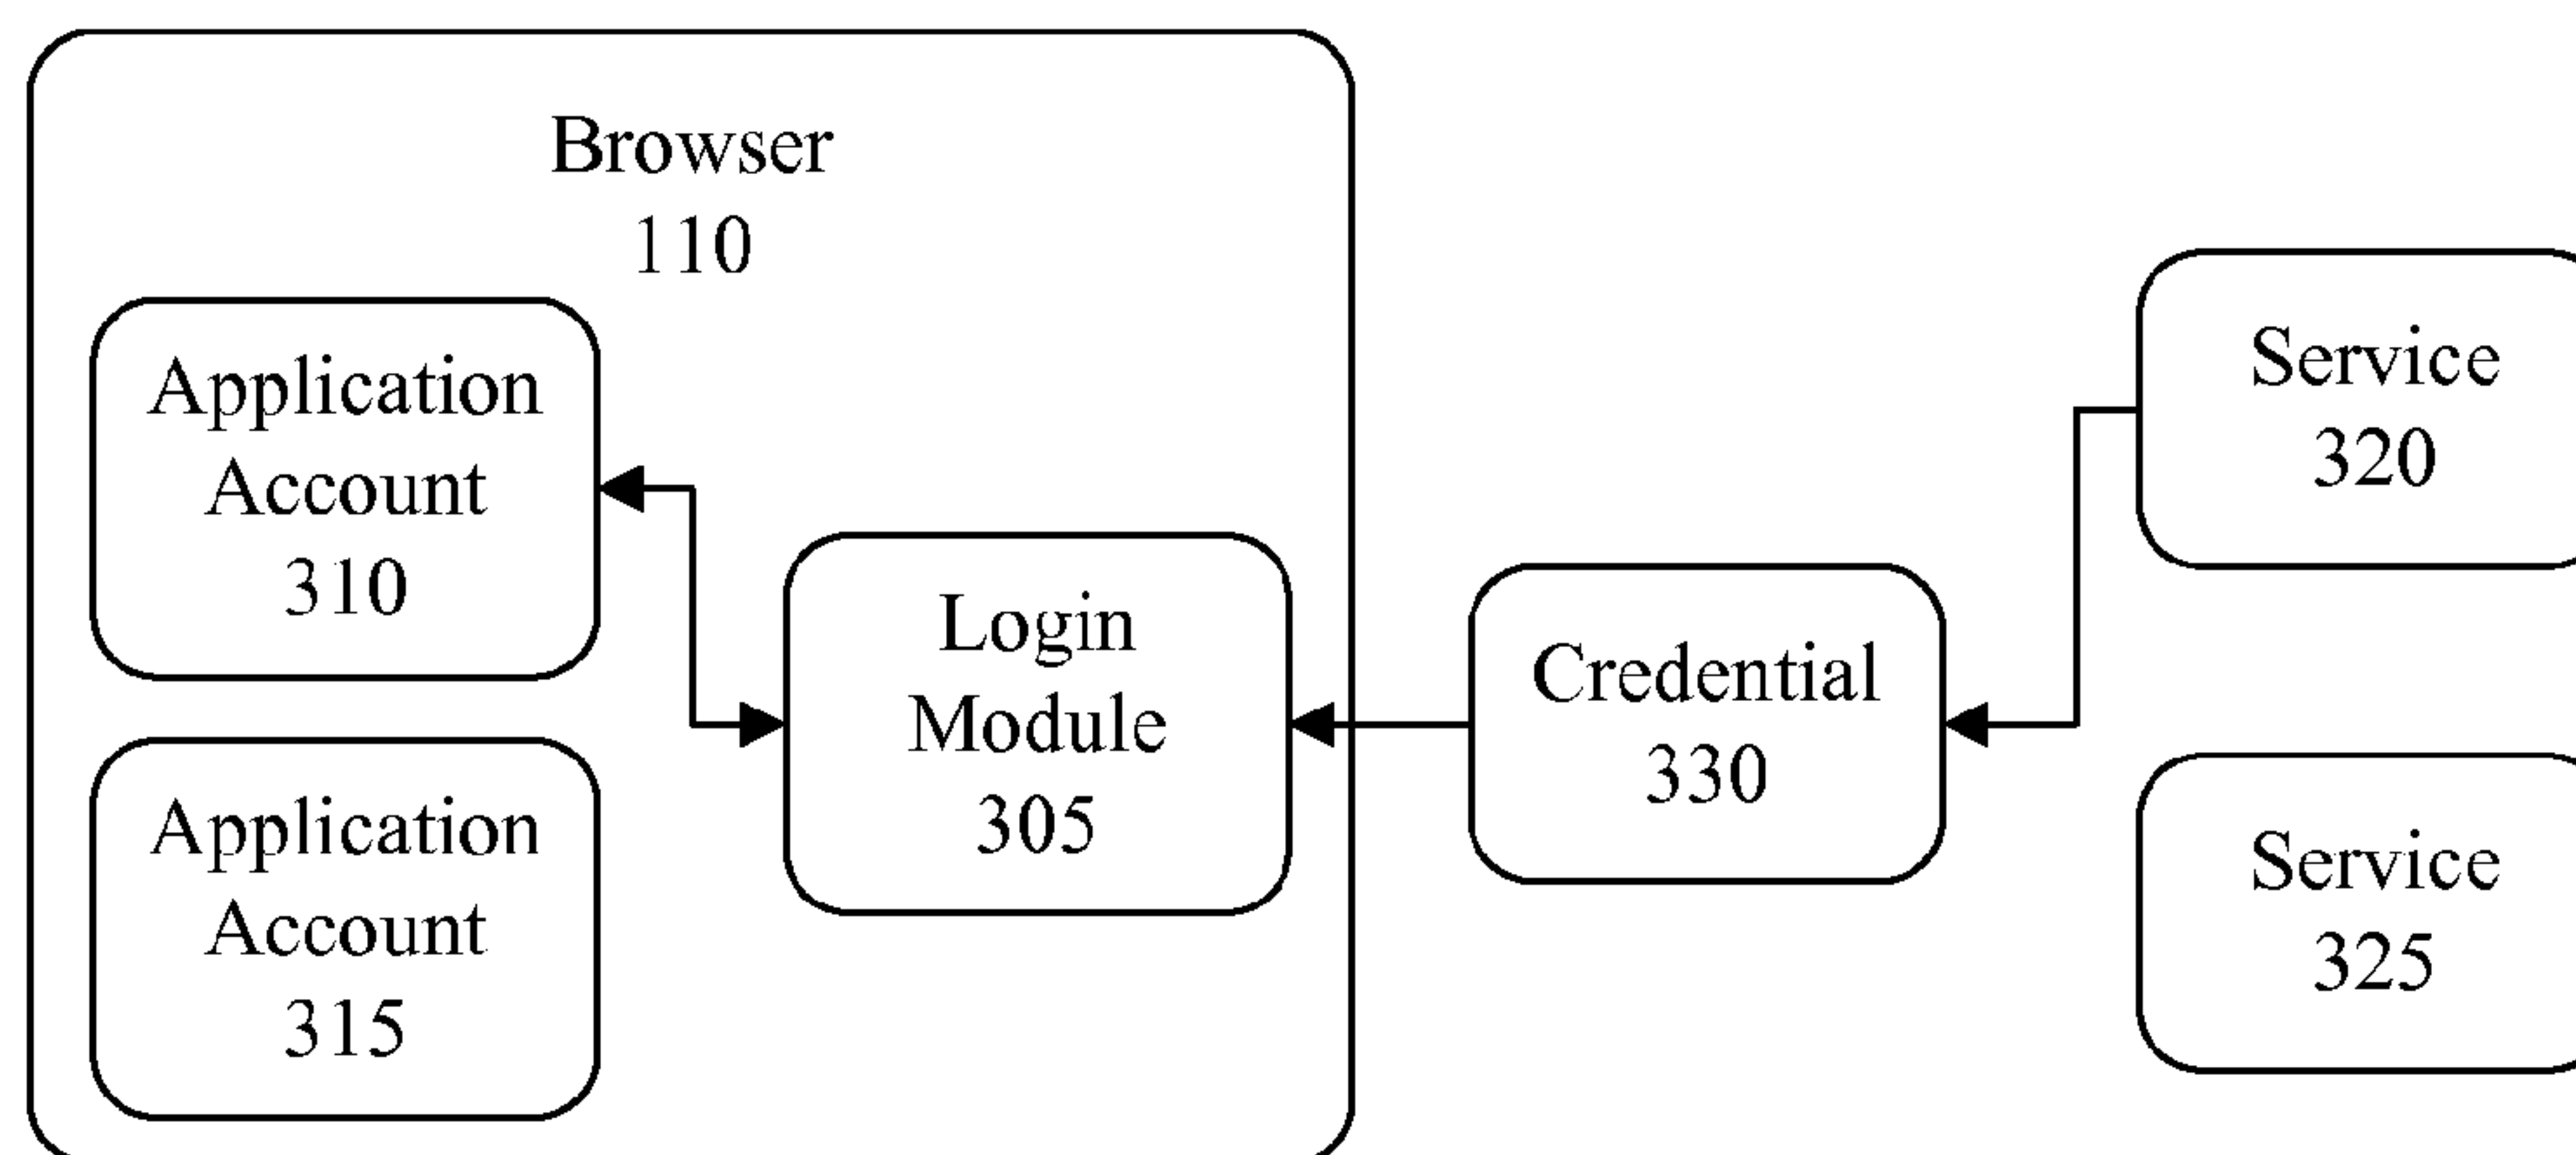 Browser
110
Application
Account
310
Application
Account
315
Login
Module
305
Credential
330
Service
320
Service
325